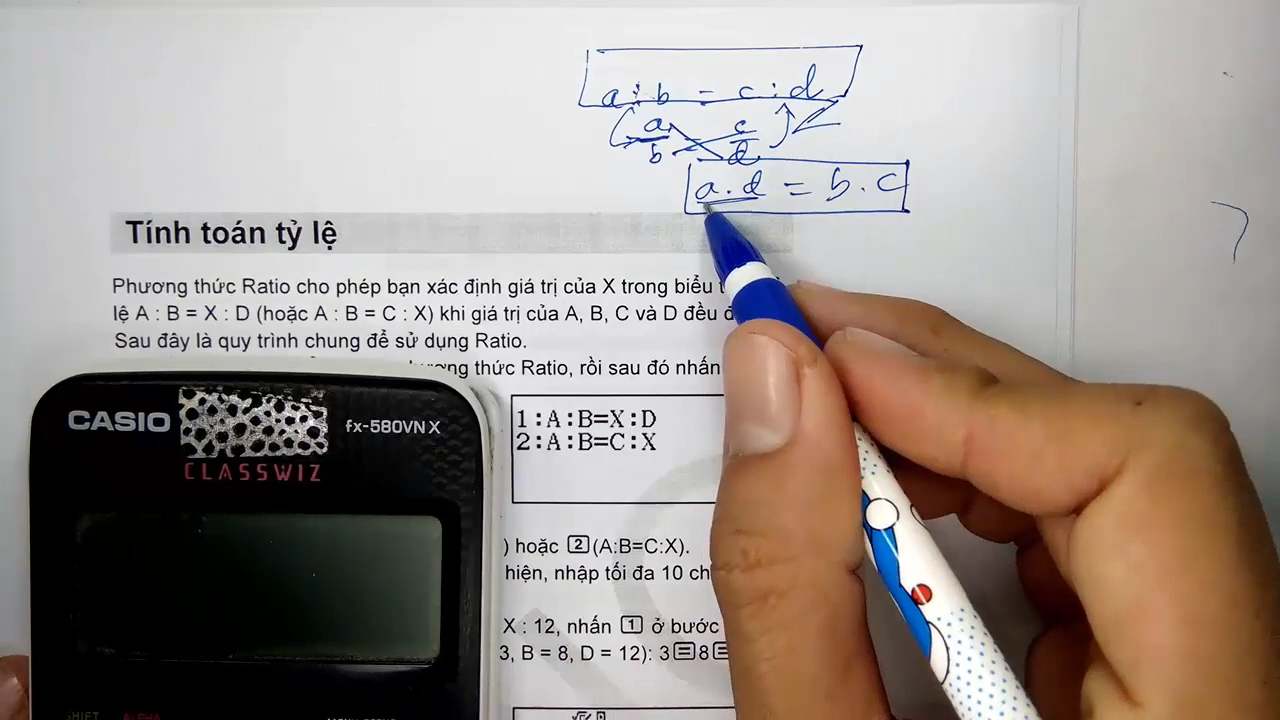 a : b = c : d
a/b = c/d
a . d = b . c
Tính toán tỷ lệ
Phương thức Ratio cho phép bạn xác định giá trị của X trong biểu
lệ A : B = X : D (hoặc A : B = C : X) khi giá trị của A, B, C và D đều
Sau đây là quy trình chung để sử dụng Ratio.
thức Ratio, rồi sau đó nhấn
CASIO fx-580VN X
CLASSWIZ
1:A:B=X:D
2:A:B=C:X
) hoặc 2(A:B=C:X).
hiện, nhập tối đa 10
X : 12, nhấn 1 ở bước
3, B = 8, D = 12): 3=8=
SHIFT ALPHA